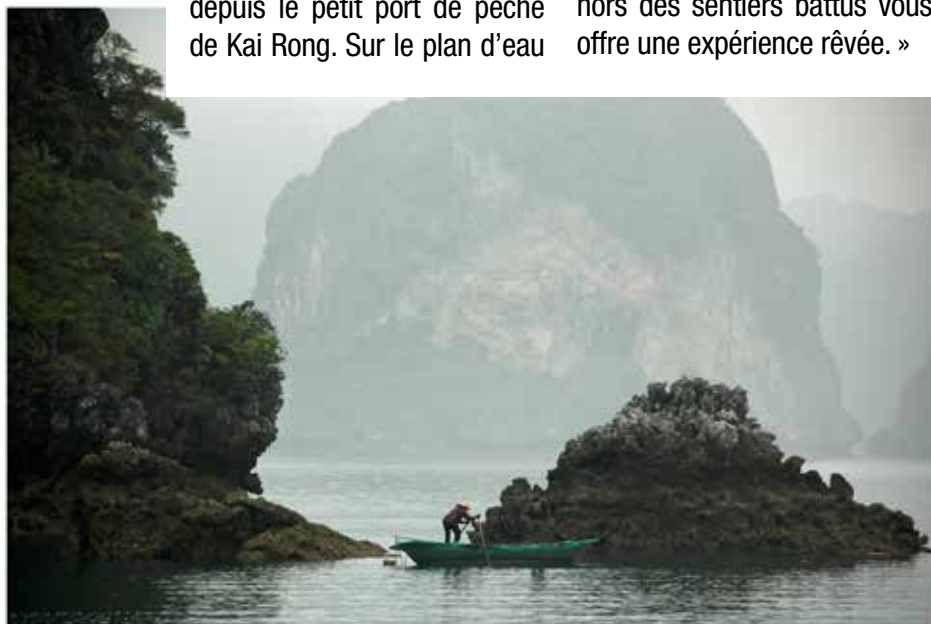 depuis le petit port de pêche
de Kai Rong. Sur le plan d’eau
hors des sentiers battus vous
offre une expérience rêvée. »